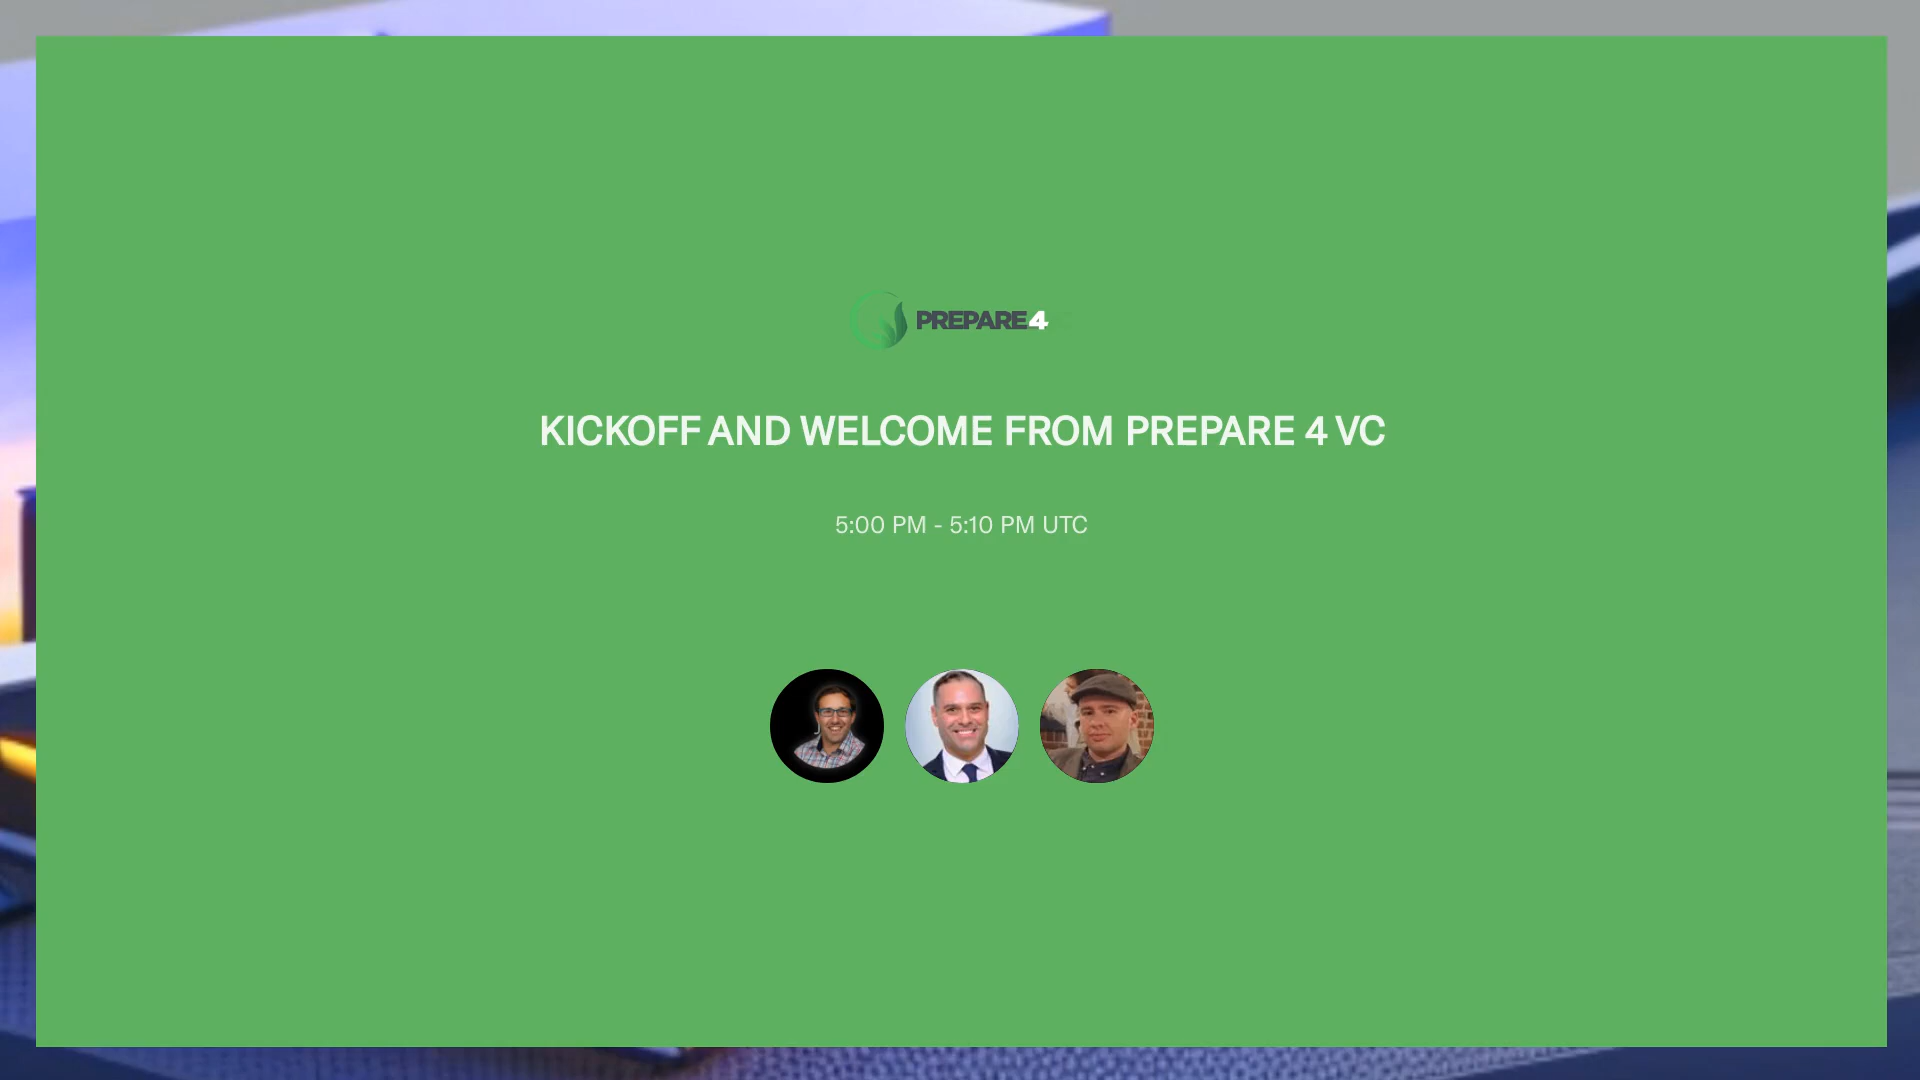 PREPARE4
KICKOFF AND WELCOME FROM PREPARE 4 VC
5:00 PM - 5:10 PM UTC